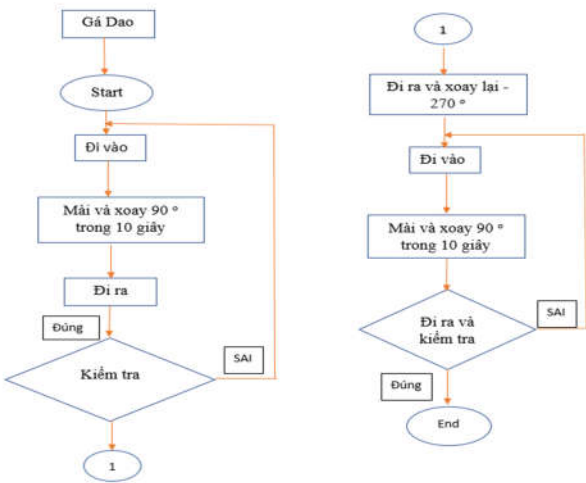 Gá Dao
Start
Đi vào
Mài và xoay 90 °
trong 10 giây
Đi ra
Đúng
Kiểm tra
SAI
1
1
Đi ra và xoay lại -
270 °
Đi vào
Mài và xoay 90 °
trong 10 giây
Đi ra và
kiểm tra
SAI
Đúng
End